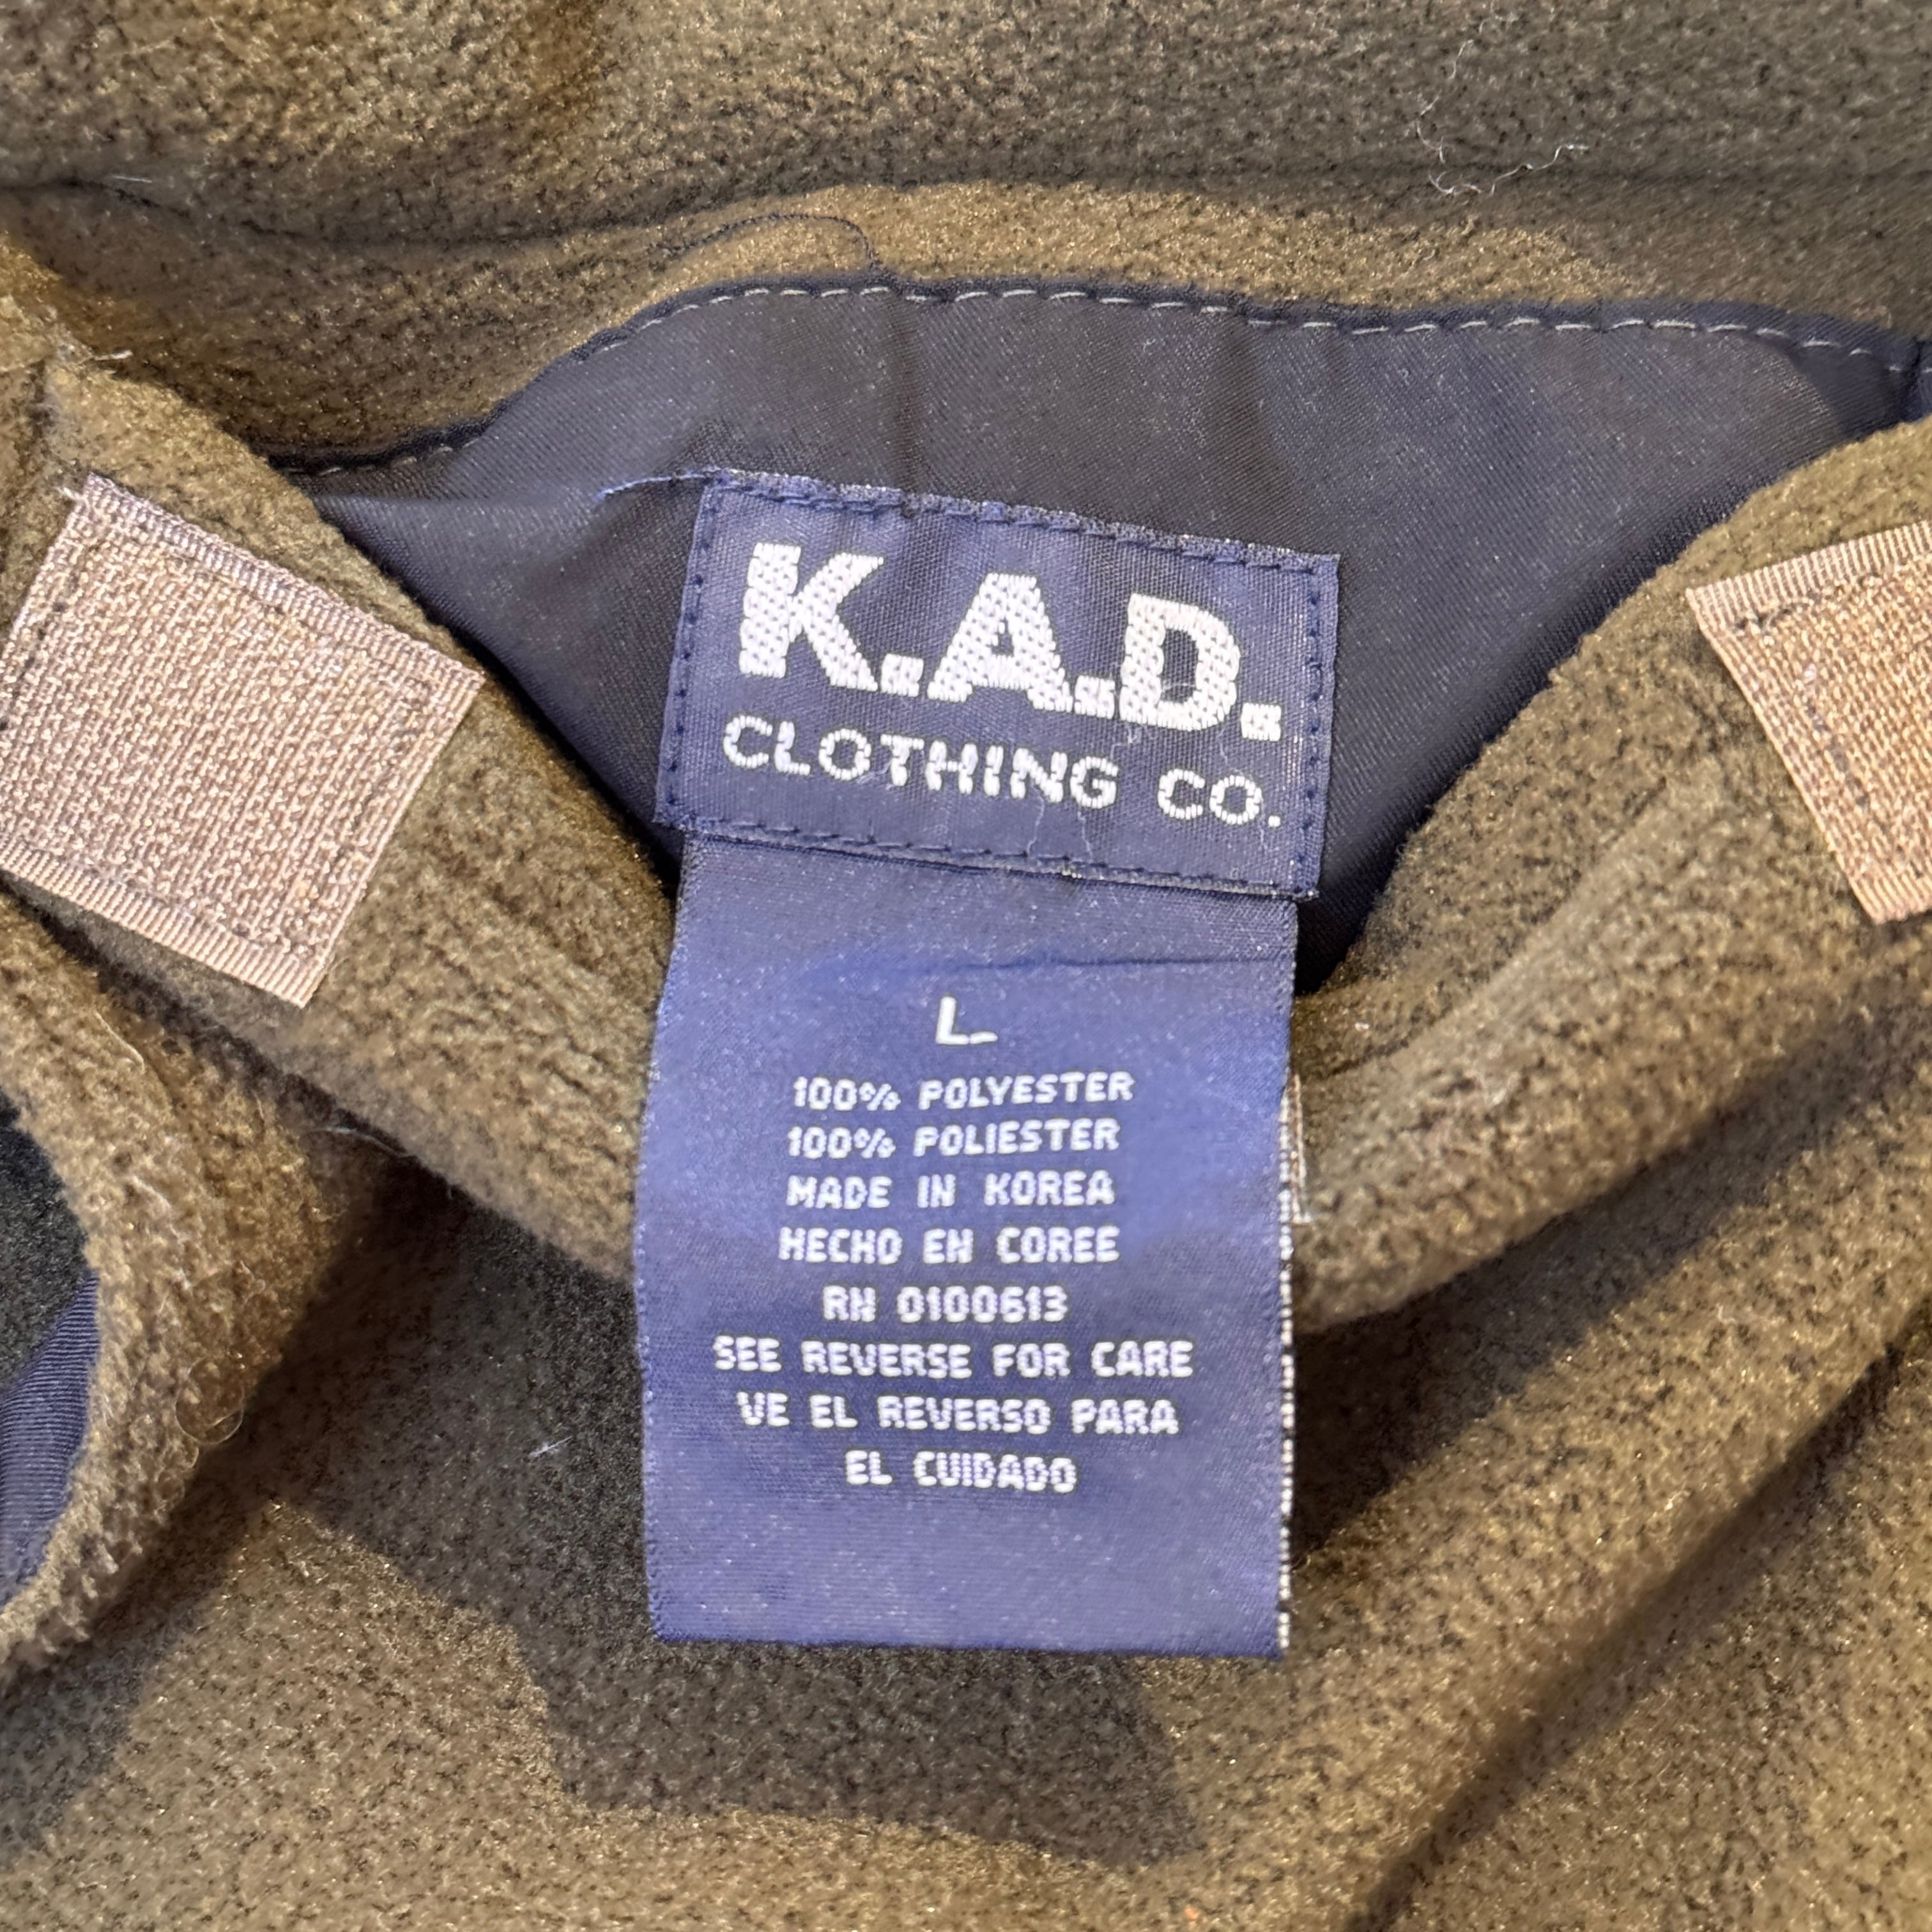 K.A.D.
CLOTHING CO.
L
100% POLYESTER
100% POLIESTER
MADE IN KOREA
HECHO EN COREE
RN 0100613
SEE REVERSE FOR CARE
VE EL REVERSO PARA
EL CUIDADO